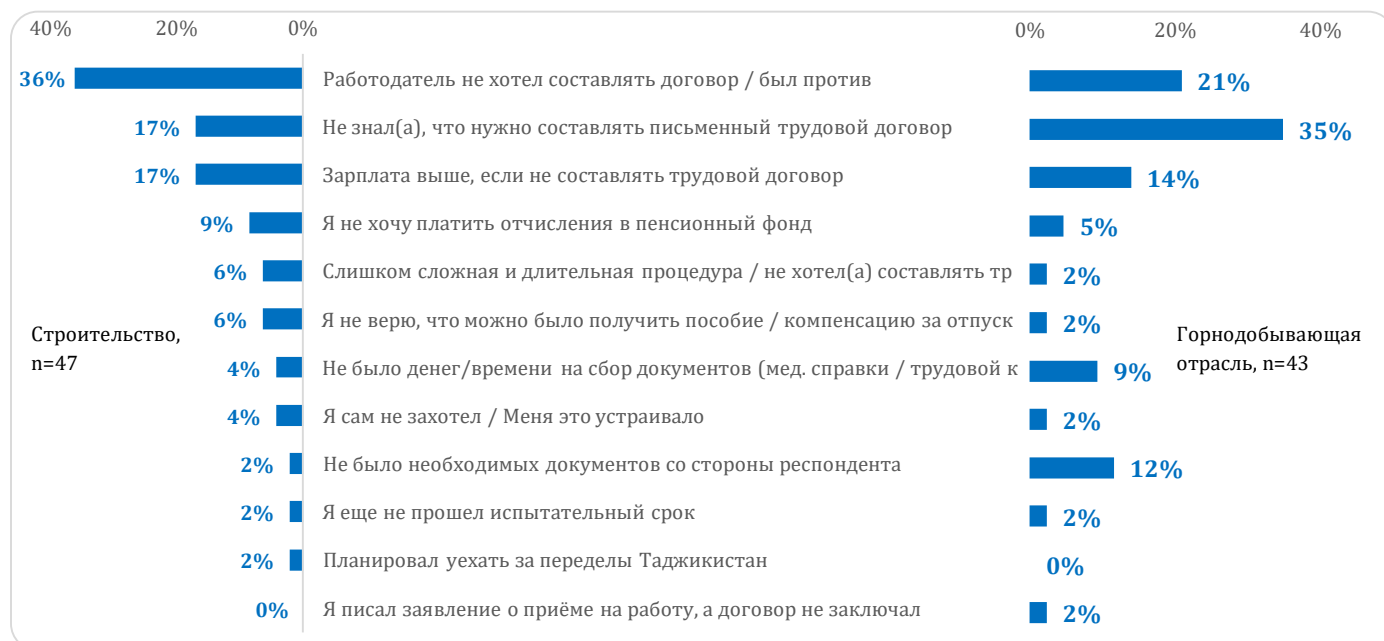 40% 20% 0% 0% 20% 40%
36% Работодатель не хотел составлять договор / был против 21%
17% Не знал(а), что нужно составлять письменный трудовой договор 35%
17% Зарплата выше, если не составлять трудовой договор 14%
9% Я не хочу платить отчисления в пенсионный фонд 5%
6% Слишком сложная и длительная процедура / не хотел(а) составлять тр 2%
6% Я не верю, что можно было получить пособие / компенсацию за отпуск 2%
Строительство,
n=47
Горнодобывающая
отрасль, n=43
4% Не было денег/времени на сбор документов (мед. справки / трудовой к 9%
4% Я сам не захотел / Меня это устраивало 2%
2% Не было необходимых документов со стороны респондента 12%
2% Я еще не прошел испытательный срок 2%
2% Планировал уехать за переделы Таджикистан 0%
0% Я писал заявление о приёме на работу, а договор не заключал 2%